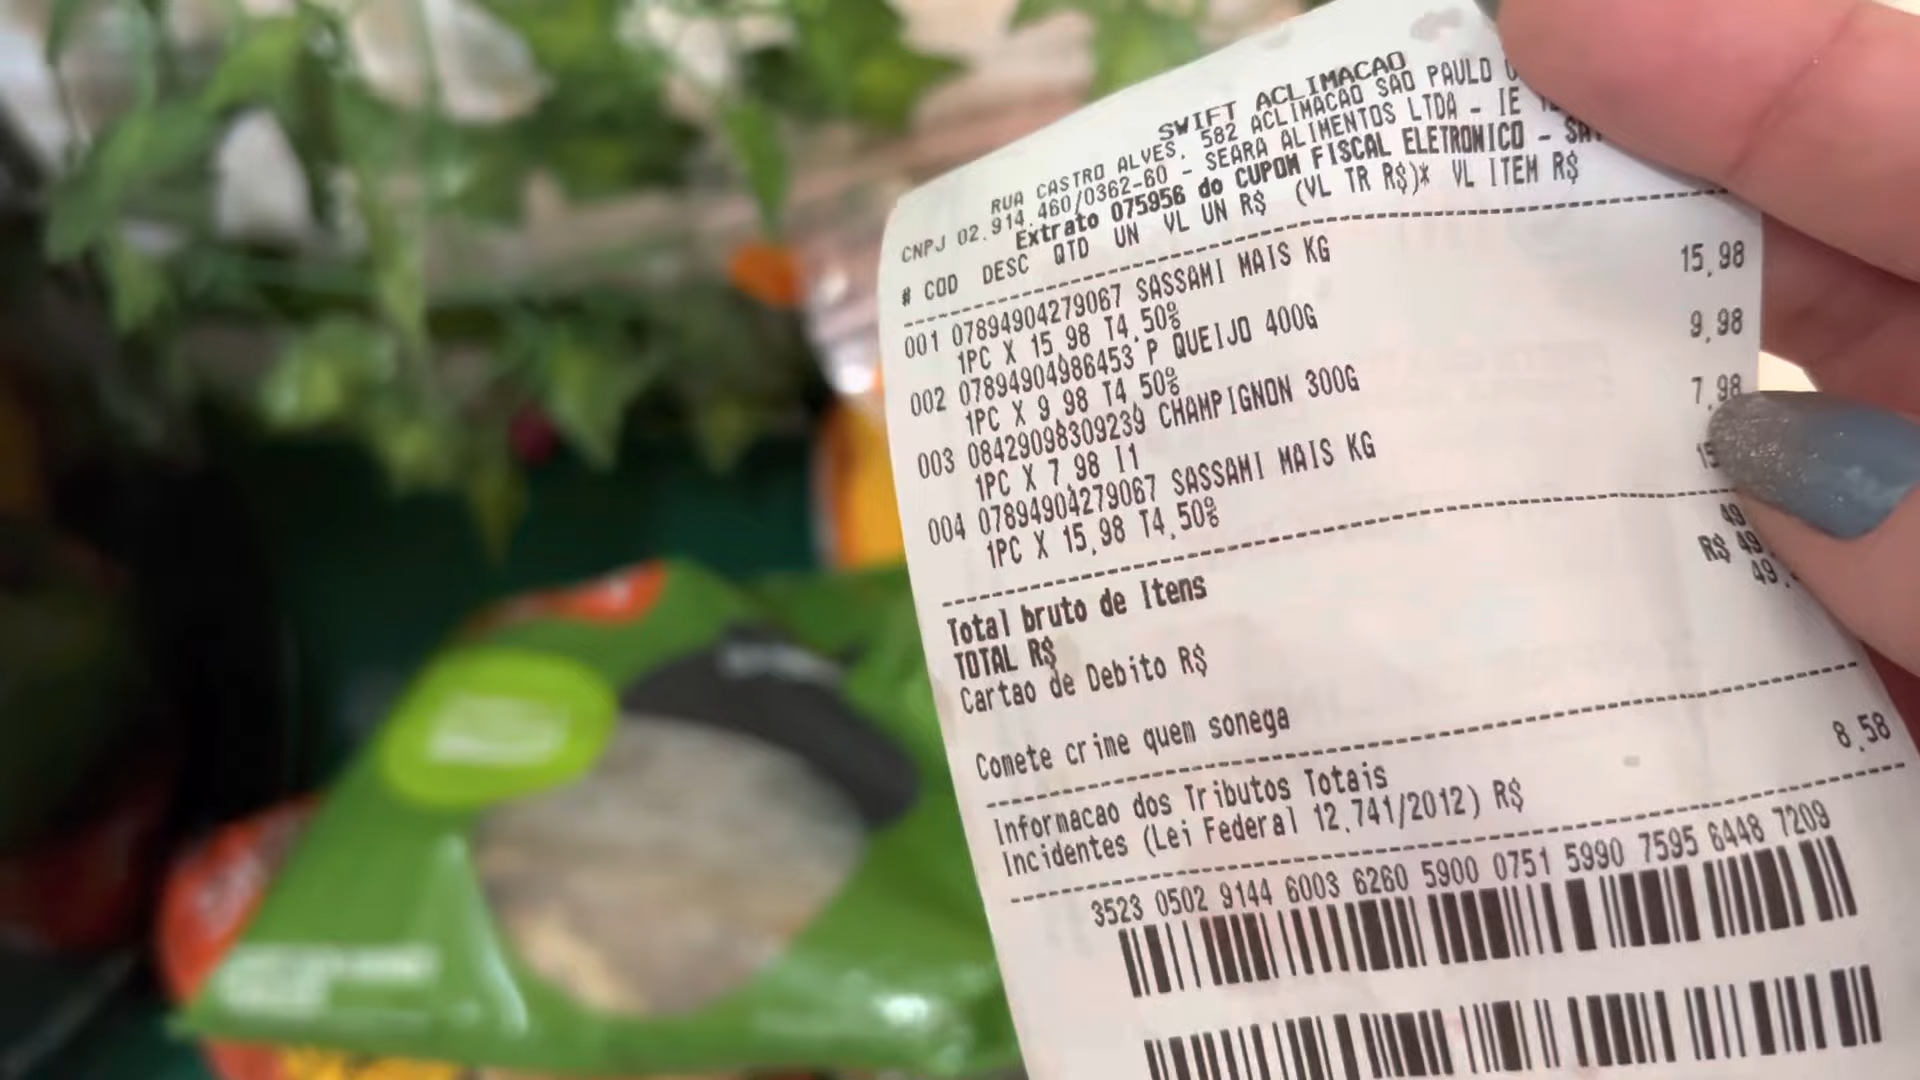 SWIFT ACLIMACAO
RUA CASTRO ALVES, 582 ACLIMACAO SAO PAULO
CNPJ 02.914.460/0362-60 - SEARA ALIMENTOS LTDA - IE
Extrato 075956 do CUPOM FISCAL ELETRONICO -
# COD DESC QTD UN VL UN R$ (VL TR R$)* VL ITEM R$
001 07894904279067 SASSAMI MAIS KG
1PC X 15,98 T4,50% 15,98
002 07894904986453 P QUEIJO 400G
1PC X 9,98 T4,50% 9,98
003 08429098309239 CHAMPIGNON 300G
1PC X 7,98 I1 7,98
004 07894904279067 SASSAMI MAIS KG
1PC X 15,98 T4,50%
Total bruto de Itens 49
TOTAL R$ R$ 49
Cartao de Debito R$ 49
Comete crime quem sonega
Informacao dos Tributos Totais
Incidentes (Lei Federal 12.741/2012) R$ 8,58
3523 0502 9144 6003 6260 5900 0751 5990 7595 6448 7209